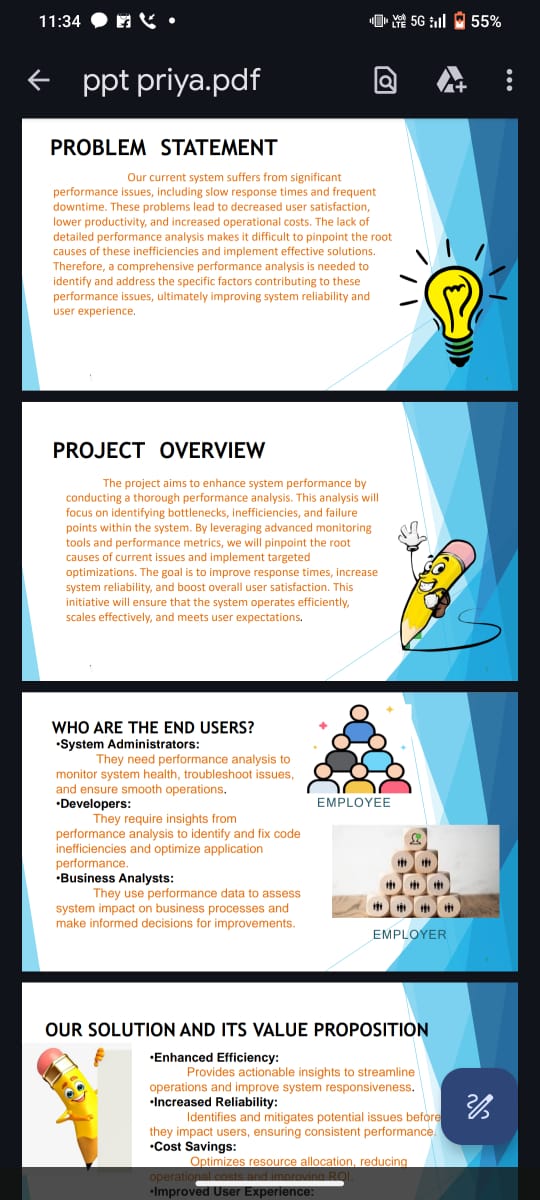 11:34
Vo)) LTE 5G 55%
ppt priya.pdf
PROBLEM STATEMENT
Our current system suffers from significant
performance issues, including slow response times and frequent
downtime. These problems lead to decreased user satisfaction,
lower productivity, and increased operational costs. The lack of
detailed performance analysis makes it difficult to pinpoint the root
causes of these inefficiencies and implement effective solutions.
Therefore, a comprehensive performance analysis is needed to
identify and address the specific factors contributing to these
performance issues, ultimately improving system reliability and
user experience.
PROJECT OVERVIEW
The project aims to enhance system performance by
conducting a thorough performance analysis. This analysis will
focus on identifying bottlenecks, inefficiencies, and failure
points within the system. By leveraging advanced monitoring
tools and performance metrics, we will pinpoint the root
causes of current issues and implement targeted
optimizations. The goal is to improve response times, increase
system reliability, and boost overall user satisfaction. This
initiative will ensure that the system operates efficiently,
scales effectively, and meets user expectations.
WHO ARE THE END USERS?
•System Administrators:
They need performance analysis to
monitor system health, troubleshoot issues,
and ensure smooth operations.
•Developers:
They require insights from
performance analysis to identify and fix code
inefficiencies and optimize application
performance.
•Business Analysts:
They use performance data to assess
system impact on business processes and
make informed decisions for improvements.
EMPLOYEE
EMPLOYER
OUR SOLUTION AND ITS VALUE PROPOSITION
•Enhanced Efficiency:
Provides actionable insights to streamline
operations and improve system responsiveness.
•Increased Reliability:
Identifies and mitigates potential issues before
they impact users, ensuring consistent performance.
•Cost Savings:
Optimizes resource allocation, reducing
operational costs and improving ROI.
•Improved User Experience: